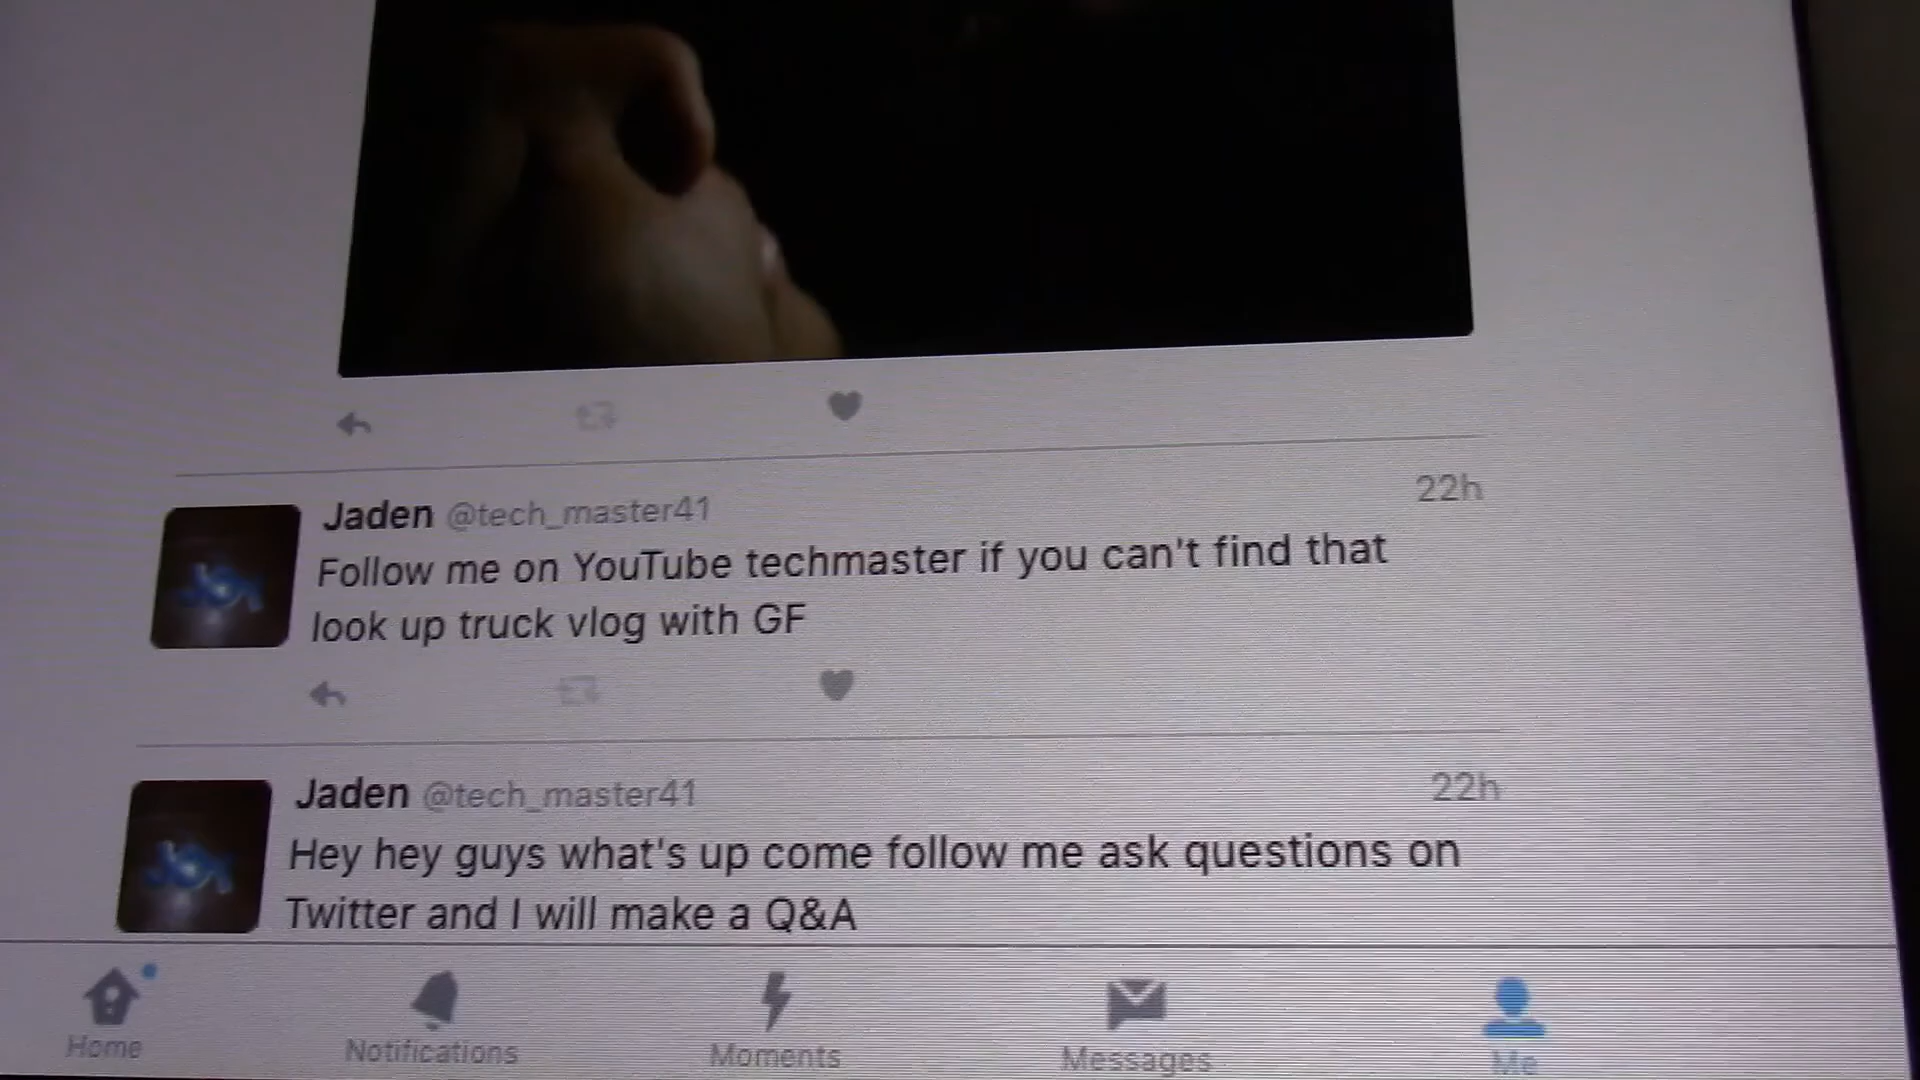 Jaden @tech_master41 22h
Follow me on YouTube techmaster if you can't find that
look up truck vlog with GF
Jaden @tech_master41 22h
Hey hey guys what's up come follow me ask questions on
Twitter and I will make a Q&A
Home Notifications Moments Messages Me